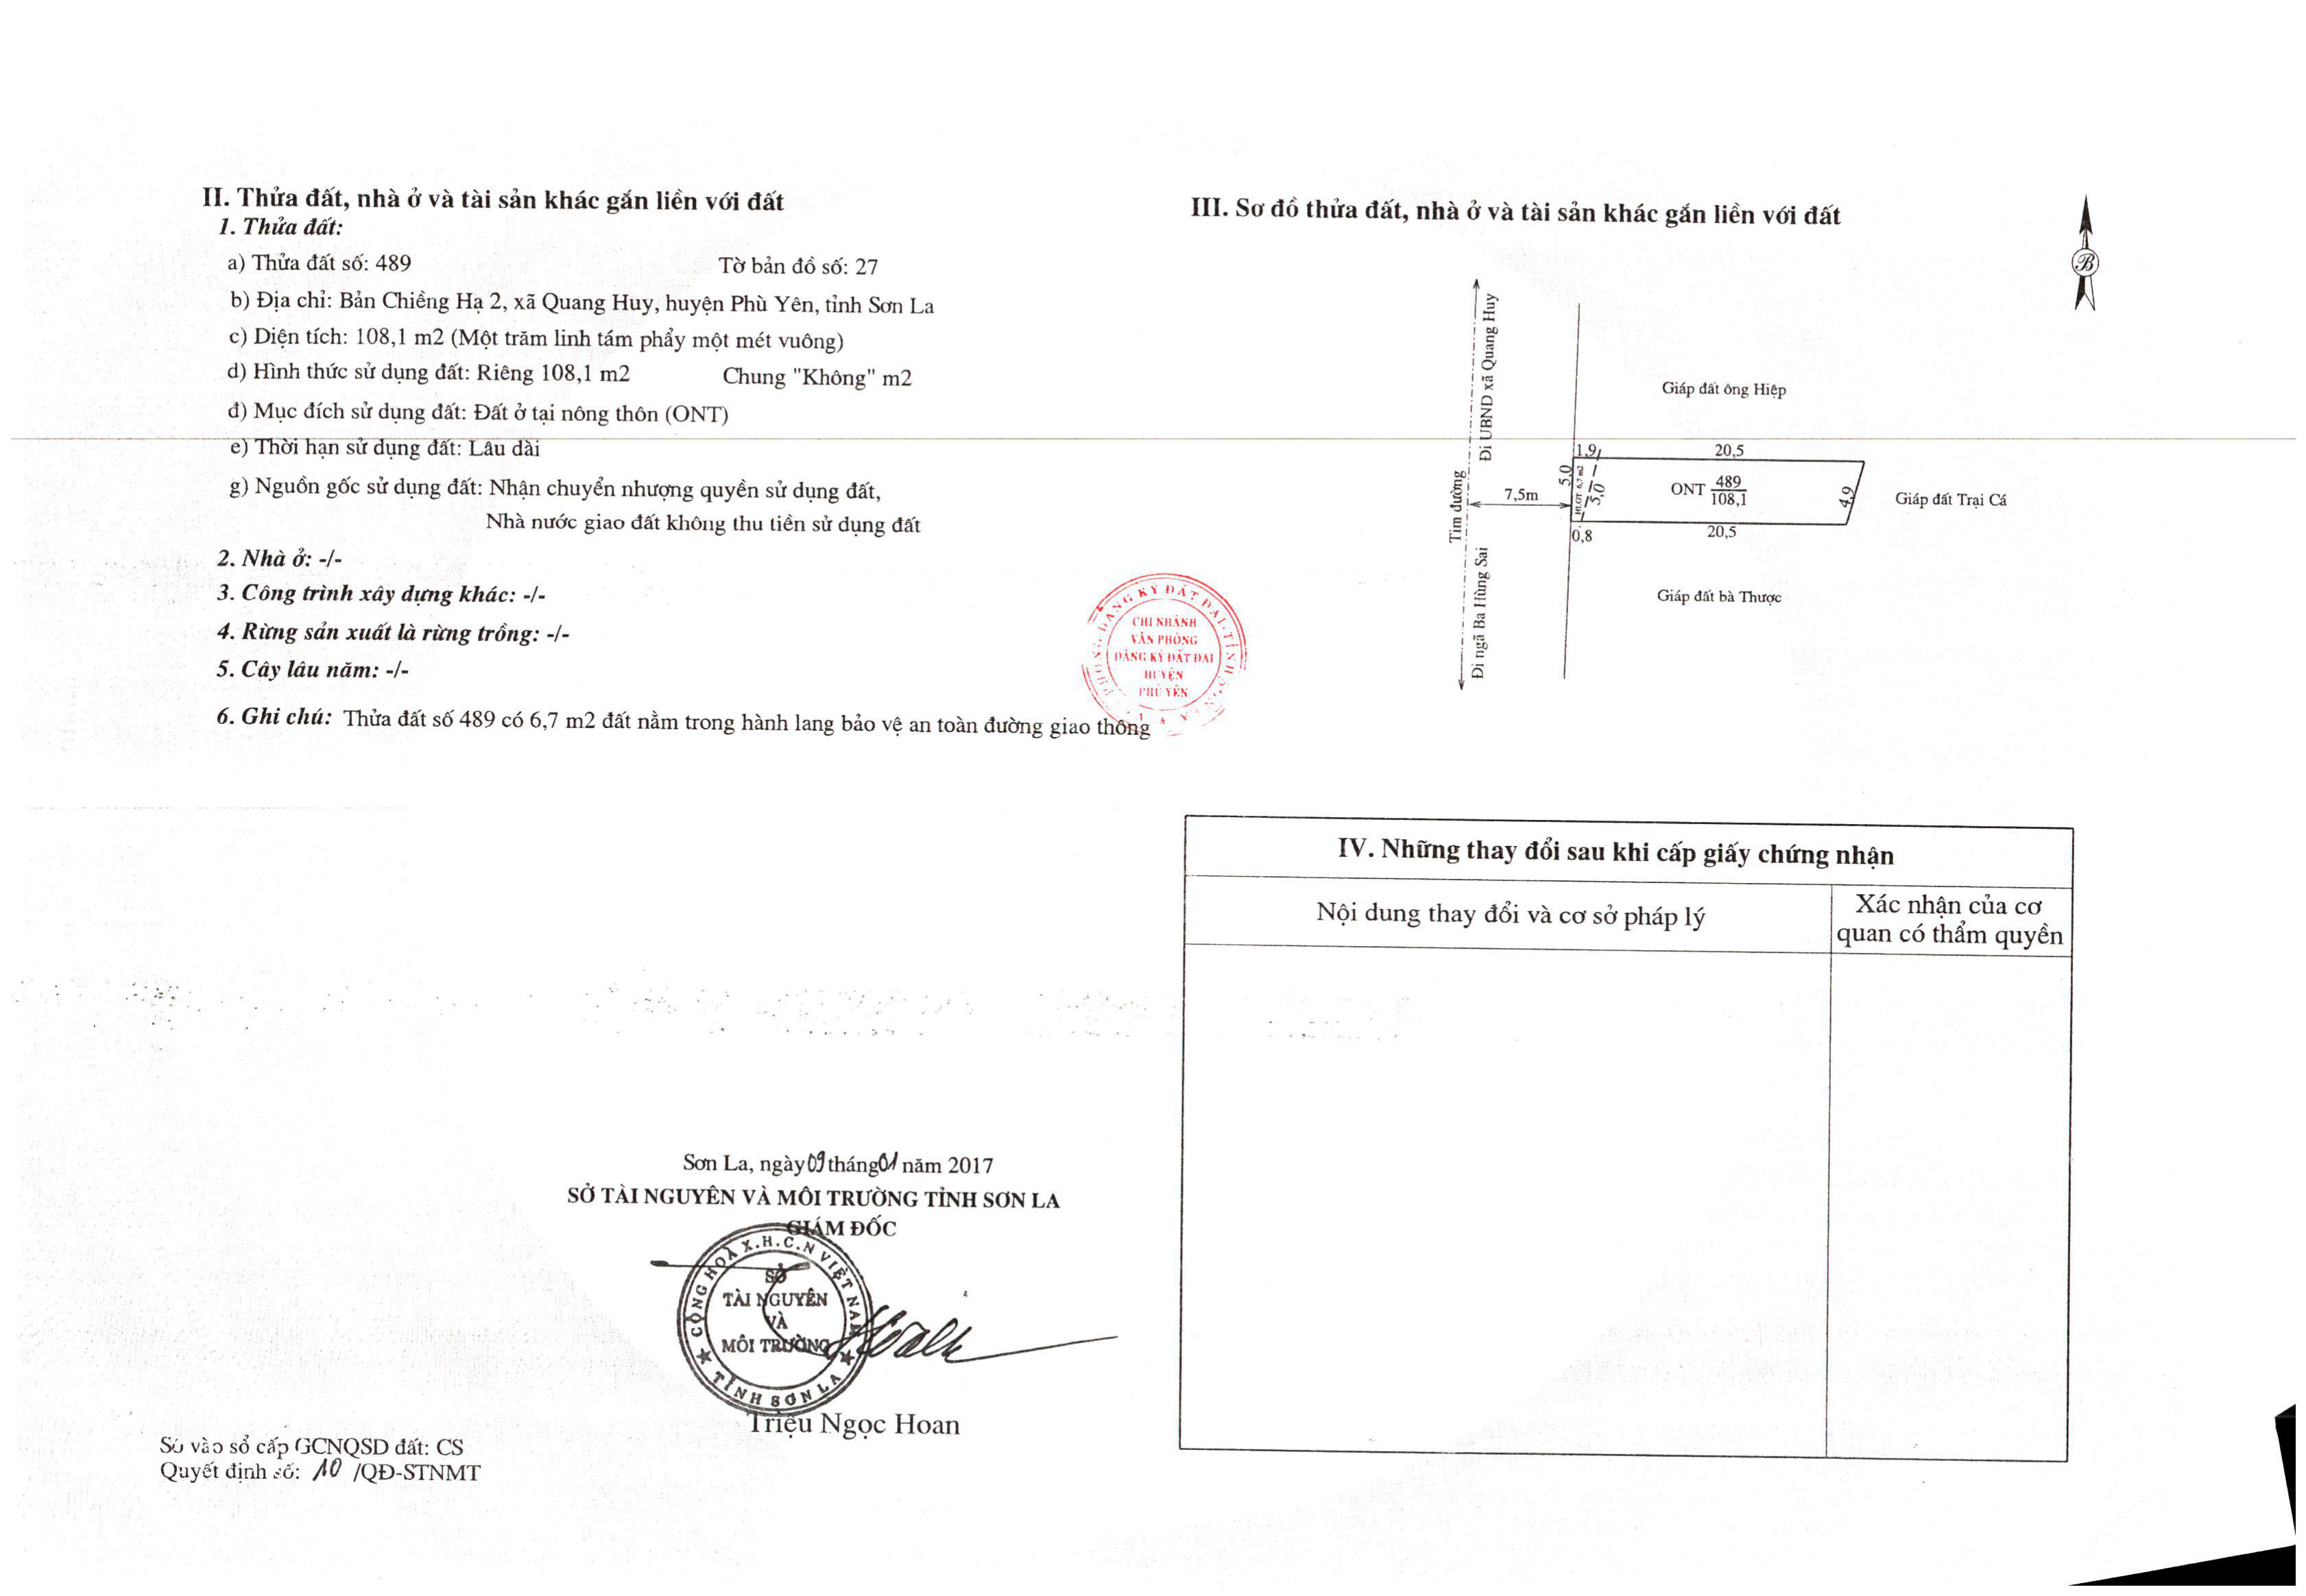 II. Thửa đất, nhà ở và tài sản khác gắn liền với đất
1. Thửa đất:
a) Thửa đất số: 489 Tờ bản đồ số: 27
b) Địa chỉ: Bản Chiềng Hạ 2, xã Quang Huy, huyện Phù Yên, tỉnh Sơn La
c) Diện tích: 108,1 m2 (Một trăm linh tám phẩy một mét vuông)
d) Hình thức sử dụng đất: Riêng 108,1 m2 Chung "Không" m2
đ) Mục đích sử dụng đất: Đất ở tại nông thôn (ONT)
e) Thời hạn sử dụng đất: Lâu dài
g) Nguồn gốc sử dụng đất: Nhận chuyển nhượng quyền sử dụng đất,
Nhà nước giao đất không thu tiền sử dụng đất
2. Nhà ở: -/-
3. Công trình xây dựng khác: -/-
4. Rừng sản xuất là rừng trồng: -/-
5. Cây lâu năm: -/-
6. Ghi chú: Thửa đất số 489 có 6,7 m2 đất nằm trong hành lang bảo vệ an toàn đường giao thông
PHÒNG ĐĂNG KÝ ĐẤT ĐAI TỈNH SƠN LA
CHI NHÁNH
VĂN PHÒNG
ĐĂNG KÝ ĐẤT ĐAI
HUYỆN
PHÙ YÊN
Sơn La, ngày 09 tháng 01 năm 2017
SỞ TÀI NGUYÊN VÀ MÔI TRƯỜNG TỈNH SƠN LA
GIÁM ĐỐC
CỘNG HOÀ X.H.C.N VIỆT NAM
SỞ
TÀI NGUYÊN
VÀ
MÔI TRƯỜNG
TỈNH SƠN LA
Triệu Ngọc Hoan
Số vào sổ cấp GCNQSD đất: CS
Quyết định số: 10 /QĐ-STNMT
III. Sơ đồ thửa đất, nhà ở và tài sản khác gắn liền với đất
B
Đi UBND xã Quang Huy
Giáp đất ông Hiệp
1,9
20,5
5,0
HLGT 6,7 m2
5,0
ONT 489
108,1
4,9
Giáp đất Trại Cá
Tim đường
7,5m
0,8
20,5
Đi ngã Ba Hùng Sai
Giáp đất bà Thược
IV. Những thay đổi sau khi cấp giấy chứng nhận
Nội dung thay đổi và cơ sở pháp lý
Xác nhận của cơ
quan có thẩm quyền